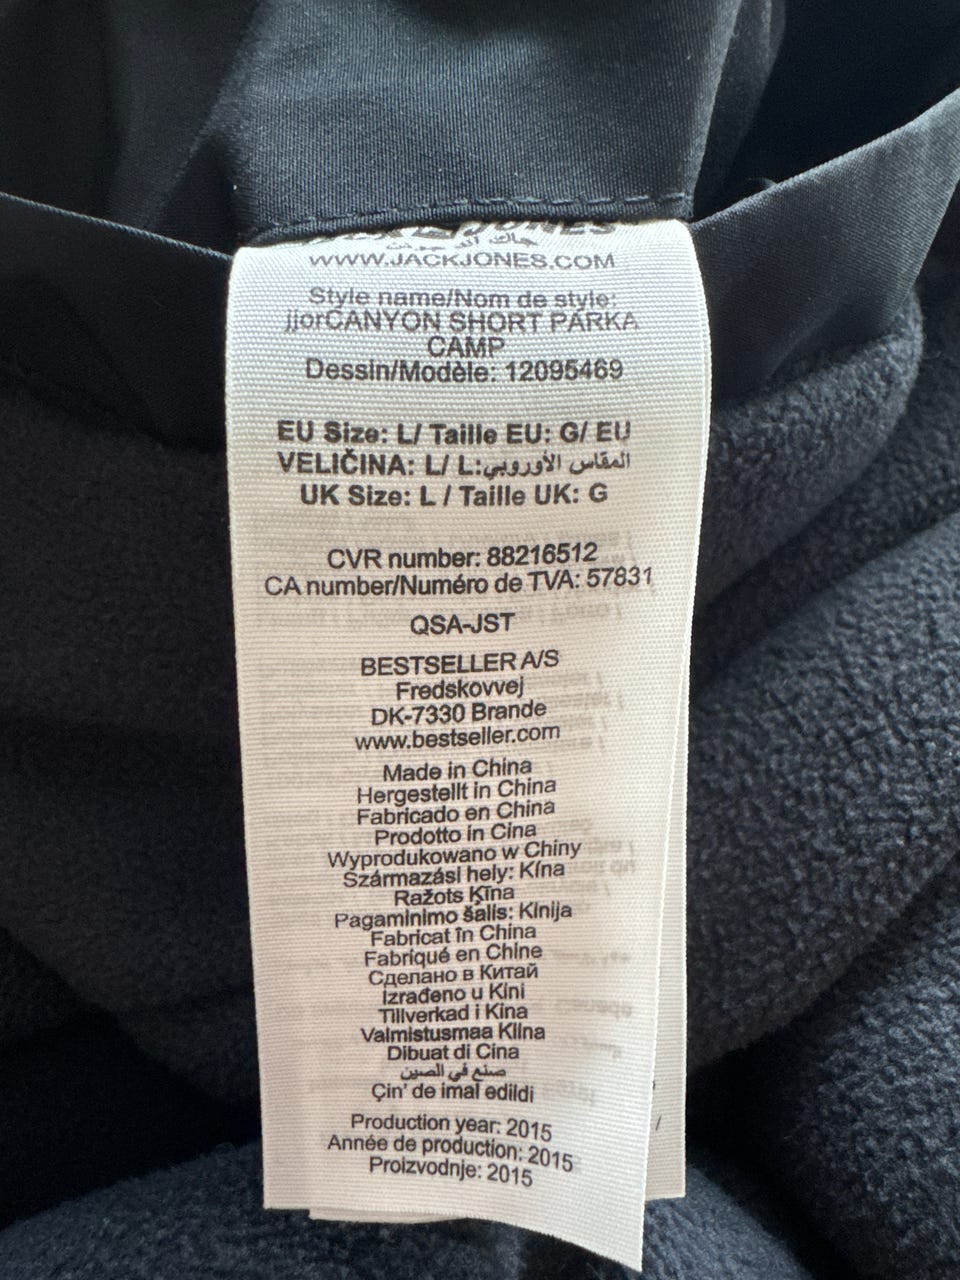 JACK & JONES
جاك اند جونز
WWW.JACKJONES.COM
Style name/Nom de style:
jjorCANYON SHORT PARKA
CAMP
Dessin/Modèle: 12095469
EU Size: L/ Taille EU: G/ EU
VELIČINA: L/ L:المقاس الأوروبي
UK Size: L / Taille UK: G
CVR number: 88216512
CA number/Numéro de TVA: 57831
QSA-JST
BESTSELLER A/S
Fredskovvej
DK-7330 Brande
www.bestseller.com
Made in China
Hergestellt in China
Fabricado en China
Prodotto in Cina
Wyprodukowano w Chiny
Származási hely: Kína
Ražots Ķīna
Pagaminimo šalis: Kinija
Fabricat în China
Fabriqué en Chine
Сделано в Китай
Izrađeno u Kini
Tillverkad i Kina
Valmistusmaa Kiina
Dibuat di Cina
صنع في الصين
Çin' de imal edildi
Production year: 2015
Année de production: 2015
Proizvodnje: 2015